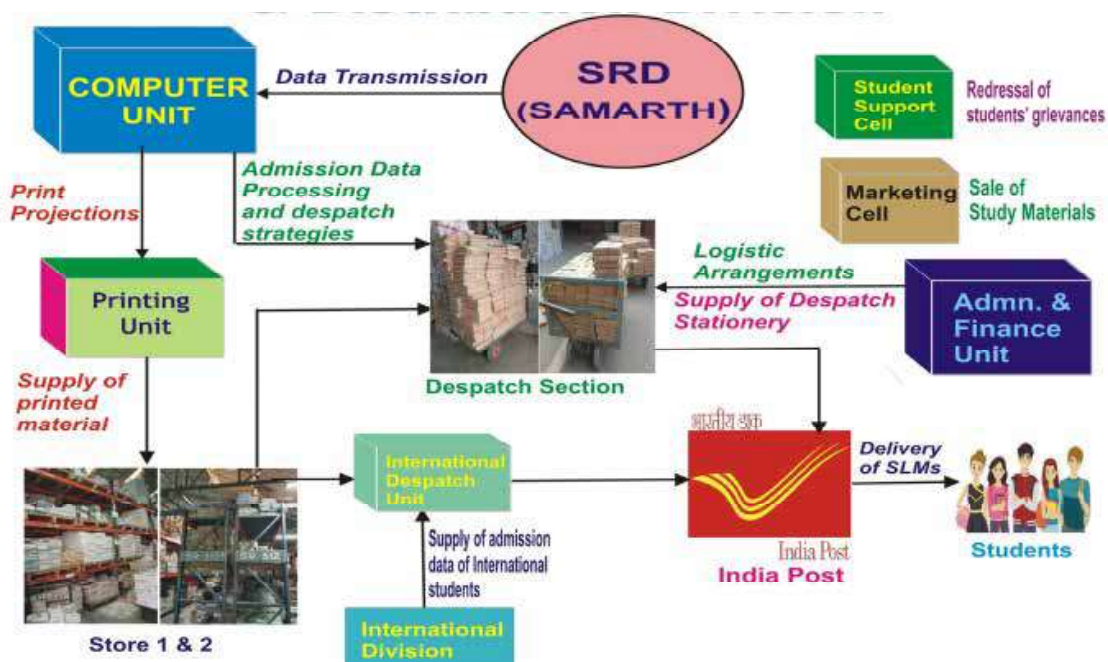 COMPUTER
UNIT
Data Transmission
SRD
(SAMARTH)
Student
Support
Cell
Redressal of
students' grievances
Marketing
Cell
Sale of
Study Materials
Print
Projections
Admission Data
Processing
and despatch
strategies
Printing
Unit
Logistic
Arrangements
Supply of Despatch
Stationery
Admn. &
Finance
Unit
Despatch Section
Supply of
printed
material
International
Despatch
Unit
भारतीय डाक
India Post
India Post
Delivery
of SLMs
Students
Supply of admission
data of International
students
Store 1 & 2
International
Division